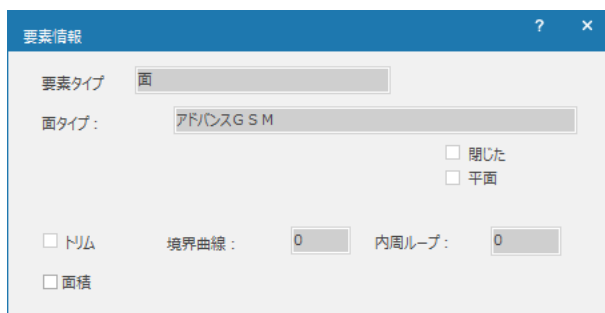 要素情報 ? ×
要素タイプ 面
面タイプ : アドバンスGSM
閉じた
平面
トリム 境界曲線 : 0 内周ループ : 0
面積